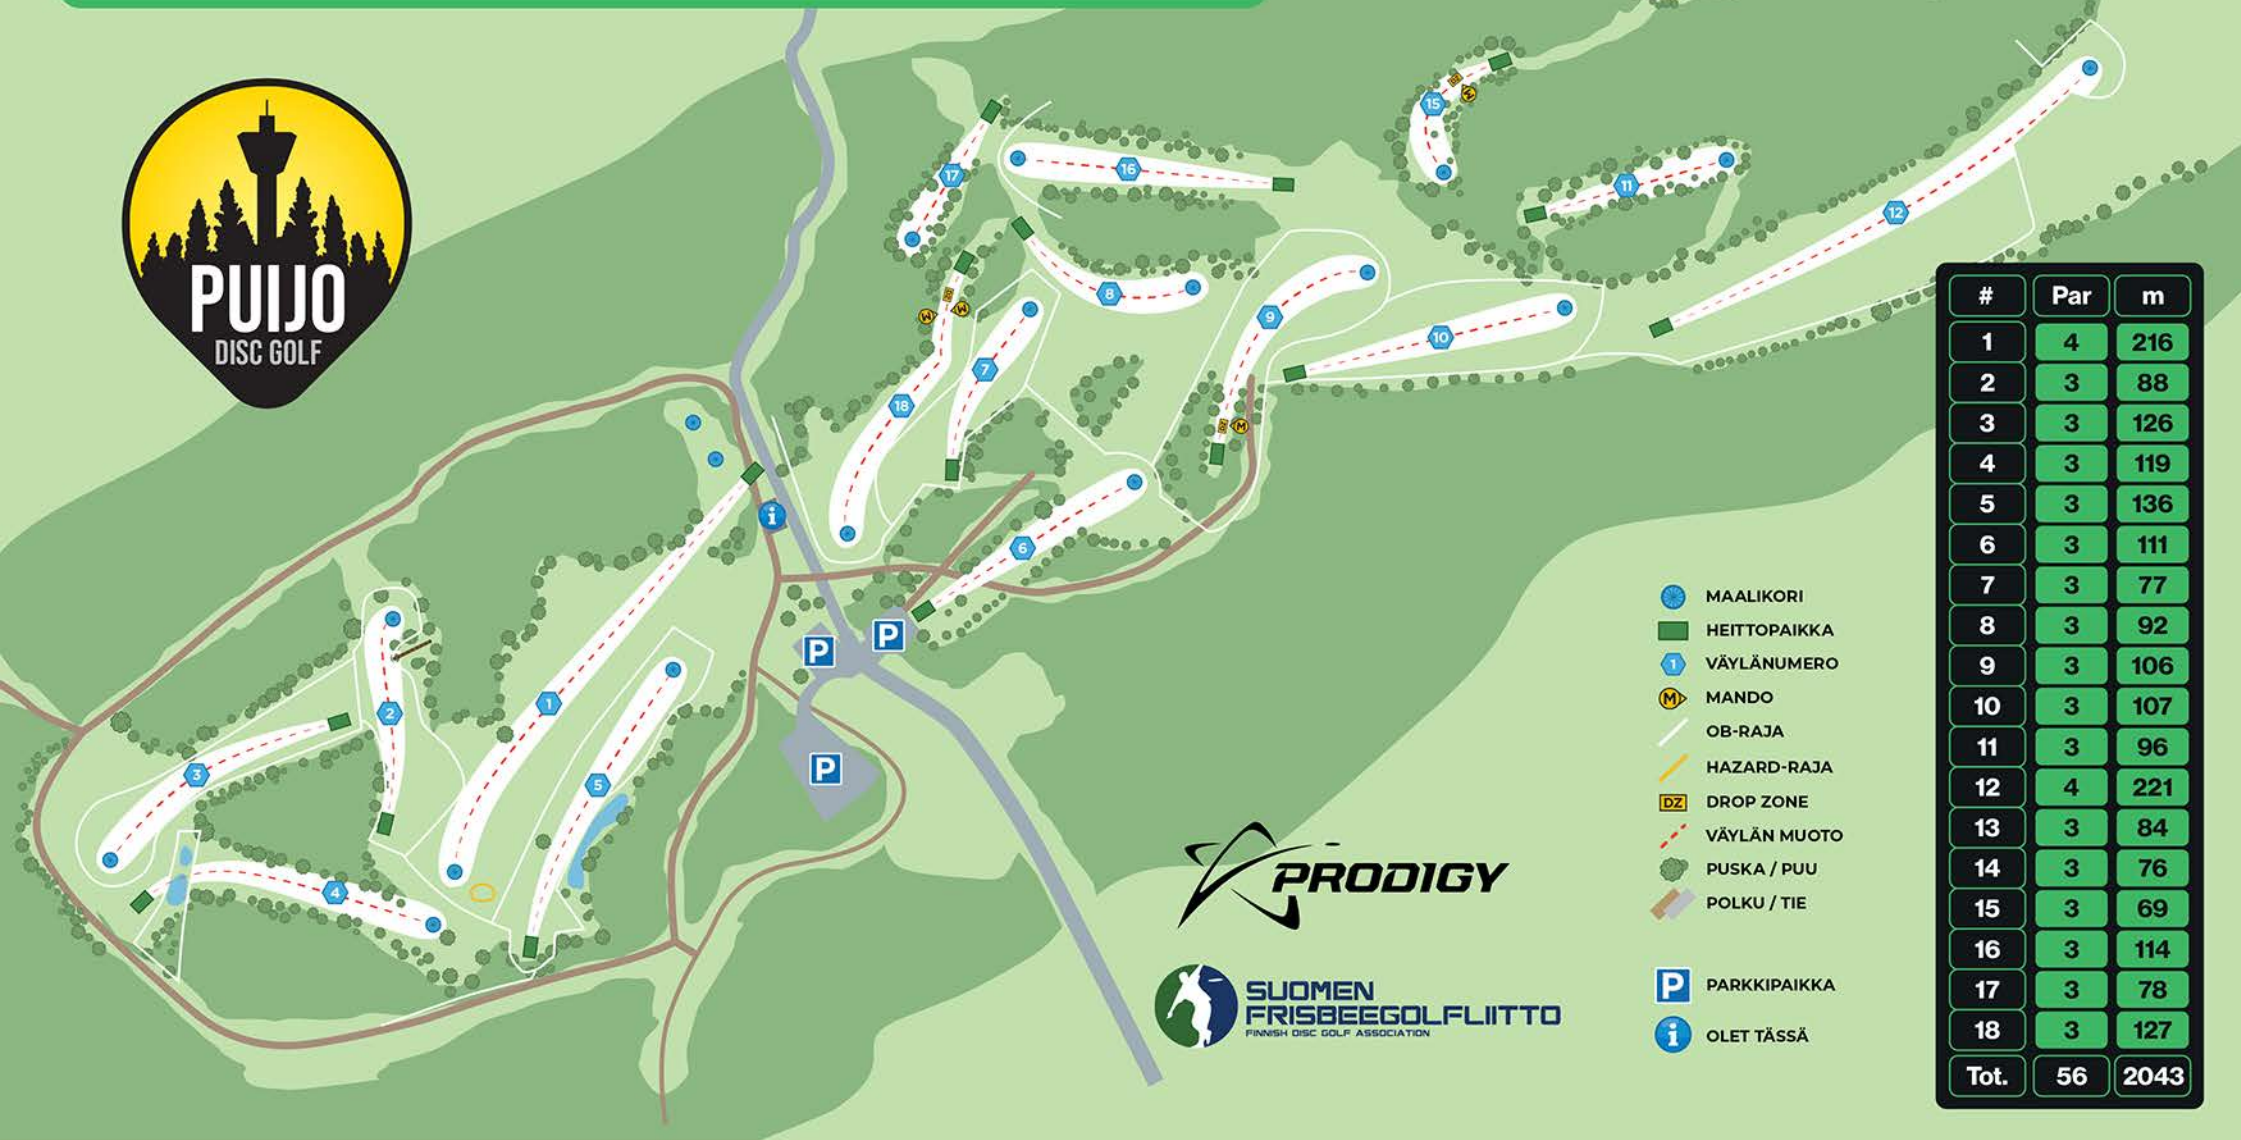 PUIJO
DISC GOLF
17
16
15
11
12
8
9
10
7
18
6
1
2
3
5
4
DZ
M
M
DZ
M
DZ
M
i
P
P
P
PRODIGY
SUOMEN
FRISBEEGOLFLIITTO
FINNISH DISC GOLF ASSOCIATION
MAALIKORI
HEITTOPAIKKA
1 VÄYLÄNUMERO
M MANDO
OB-RAJA
HAZARD-RAJA
DZ DROP ZONE
VÄYLÄN MUOTO
PUSKA / PUU
POLKU / TIE
P PARKKIPAIKKA
i OLET TÄSSÄ
# Par m
1 4 216
2 3 88
3 3 126
4 3 119
5 3 136
6 3 111
7 3 77
8 3 92
9 3 106
10 3 107
11 3 96
12 4 221
13 3 84
14 3 76
15 3 69
16 3 114
17 3 78
18 3 127
Tot. 56 2043